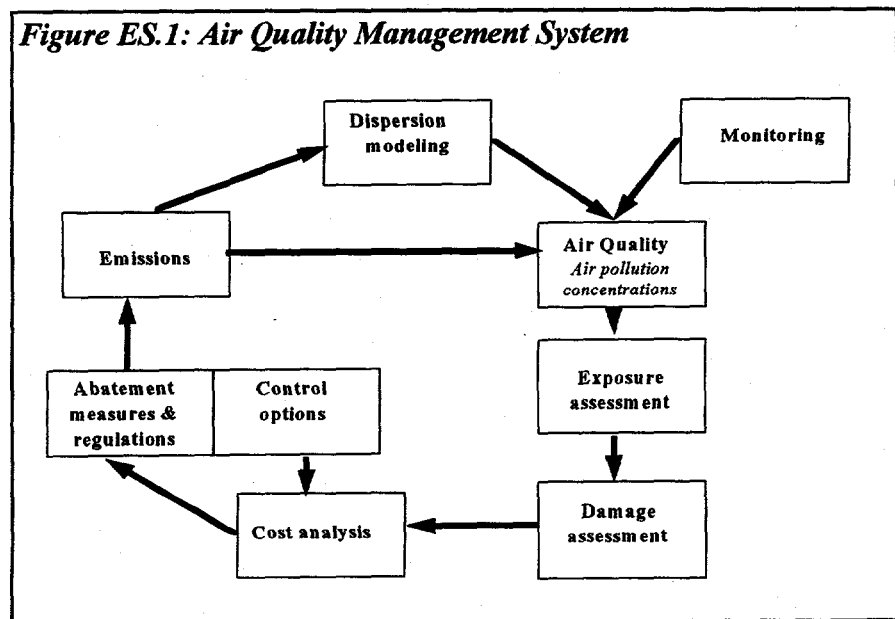 Figure ES.1: Air Quality Management System
Dispersion
modeling
Monitoring
Emissions
Air Quality
Air pollution
concentrations
Abatement
measures &
regulations
Control
options
Exposure
assessment
Cost analysis
Damage
assessment